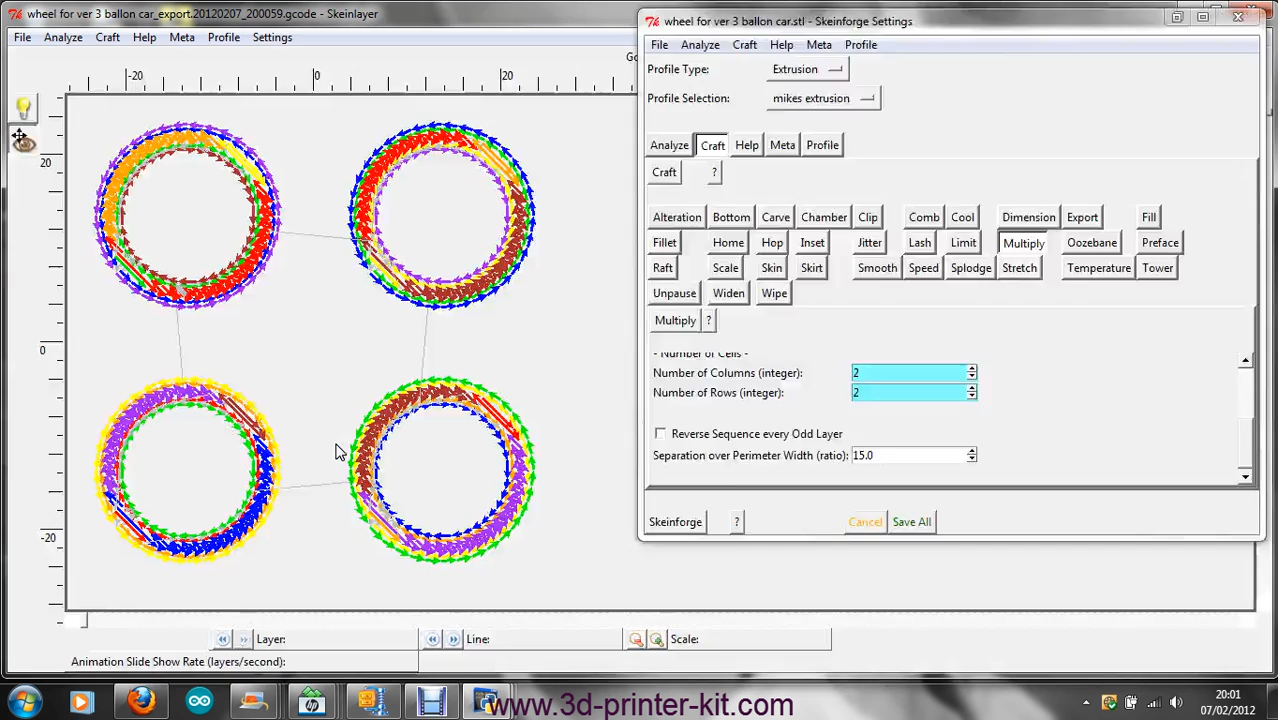 wheel for ver 3 ballon car_export.20120207_200059.gcode - Skeinlayer
File Analyze Craft Help Meta Profile Settings
Go
-20 0 20
20
0
-20
Layer: Line: Scale:
Animation Slide Show Rate (layers/second):
wheel for ver 3 ballon car.stl - Skeinforge Settings
File Analyze Craft Help Meta Profile
Profile Type: Extrusion
Profile Selection: mikes extrusion
Analyze Craft Help Meta Profile
Craft ?
Alteration Bottom Carve Chamber Clip Comb Cool Dimension Export Fill
Fillet Home Hop Inset Jitter Lash Limit Multiply Oozebane Preface
Raft Scale Skin Skirt Smooth Speed Splodge Stretch Temperature Tower
Unpause Widen Wipe
Multiply ?
- Number of Cells -
Number of Columns (integer): 2
Number of Rows (integer): 2
Reverse Sequence every Odd Layer
Separation over Perimeter Width (ratio): 15.0
Skeinforge ? Cancel Save All
www.3d-printer-kit.com
20:01
07/02/2012